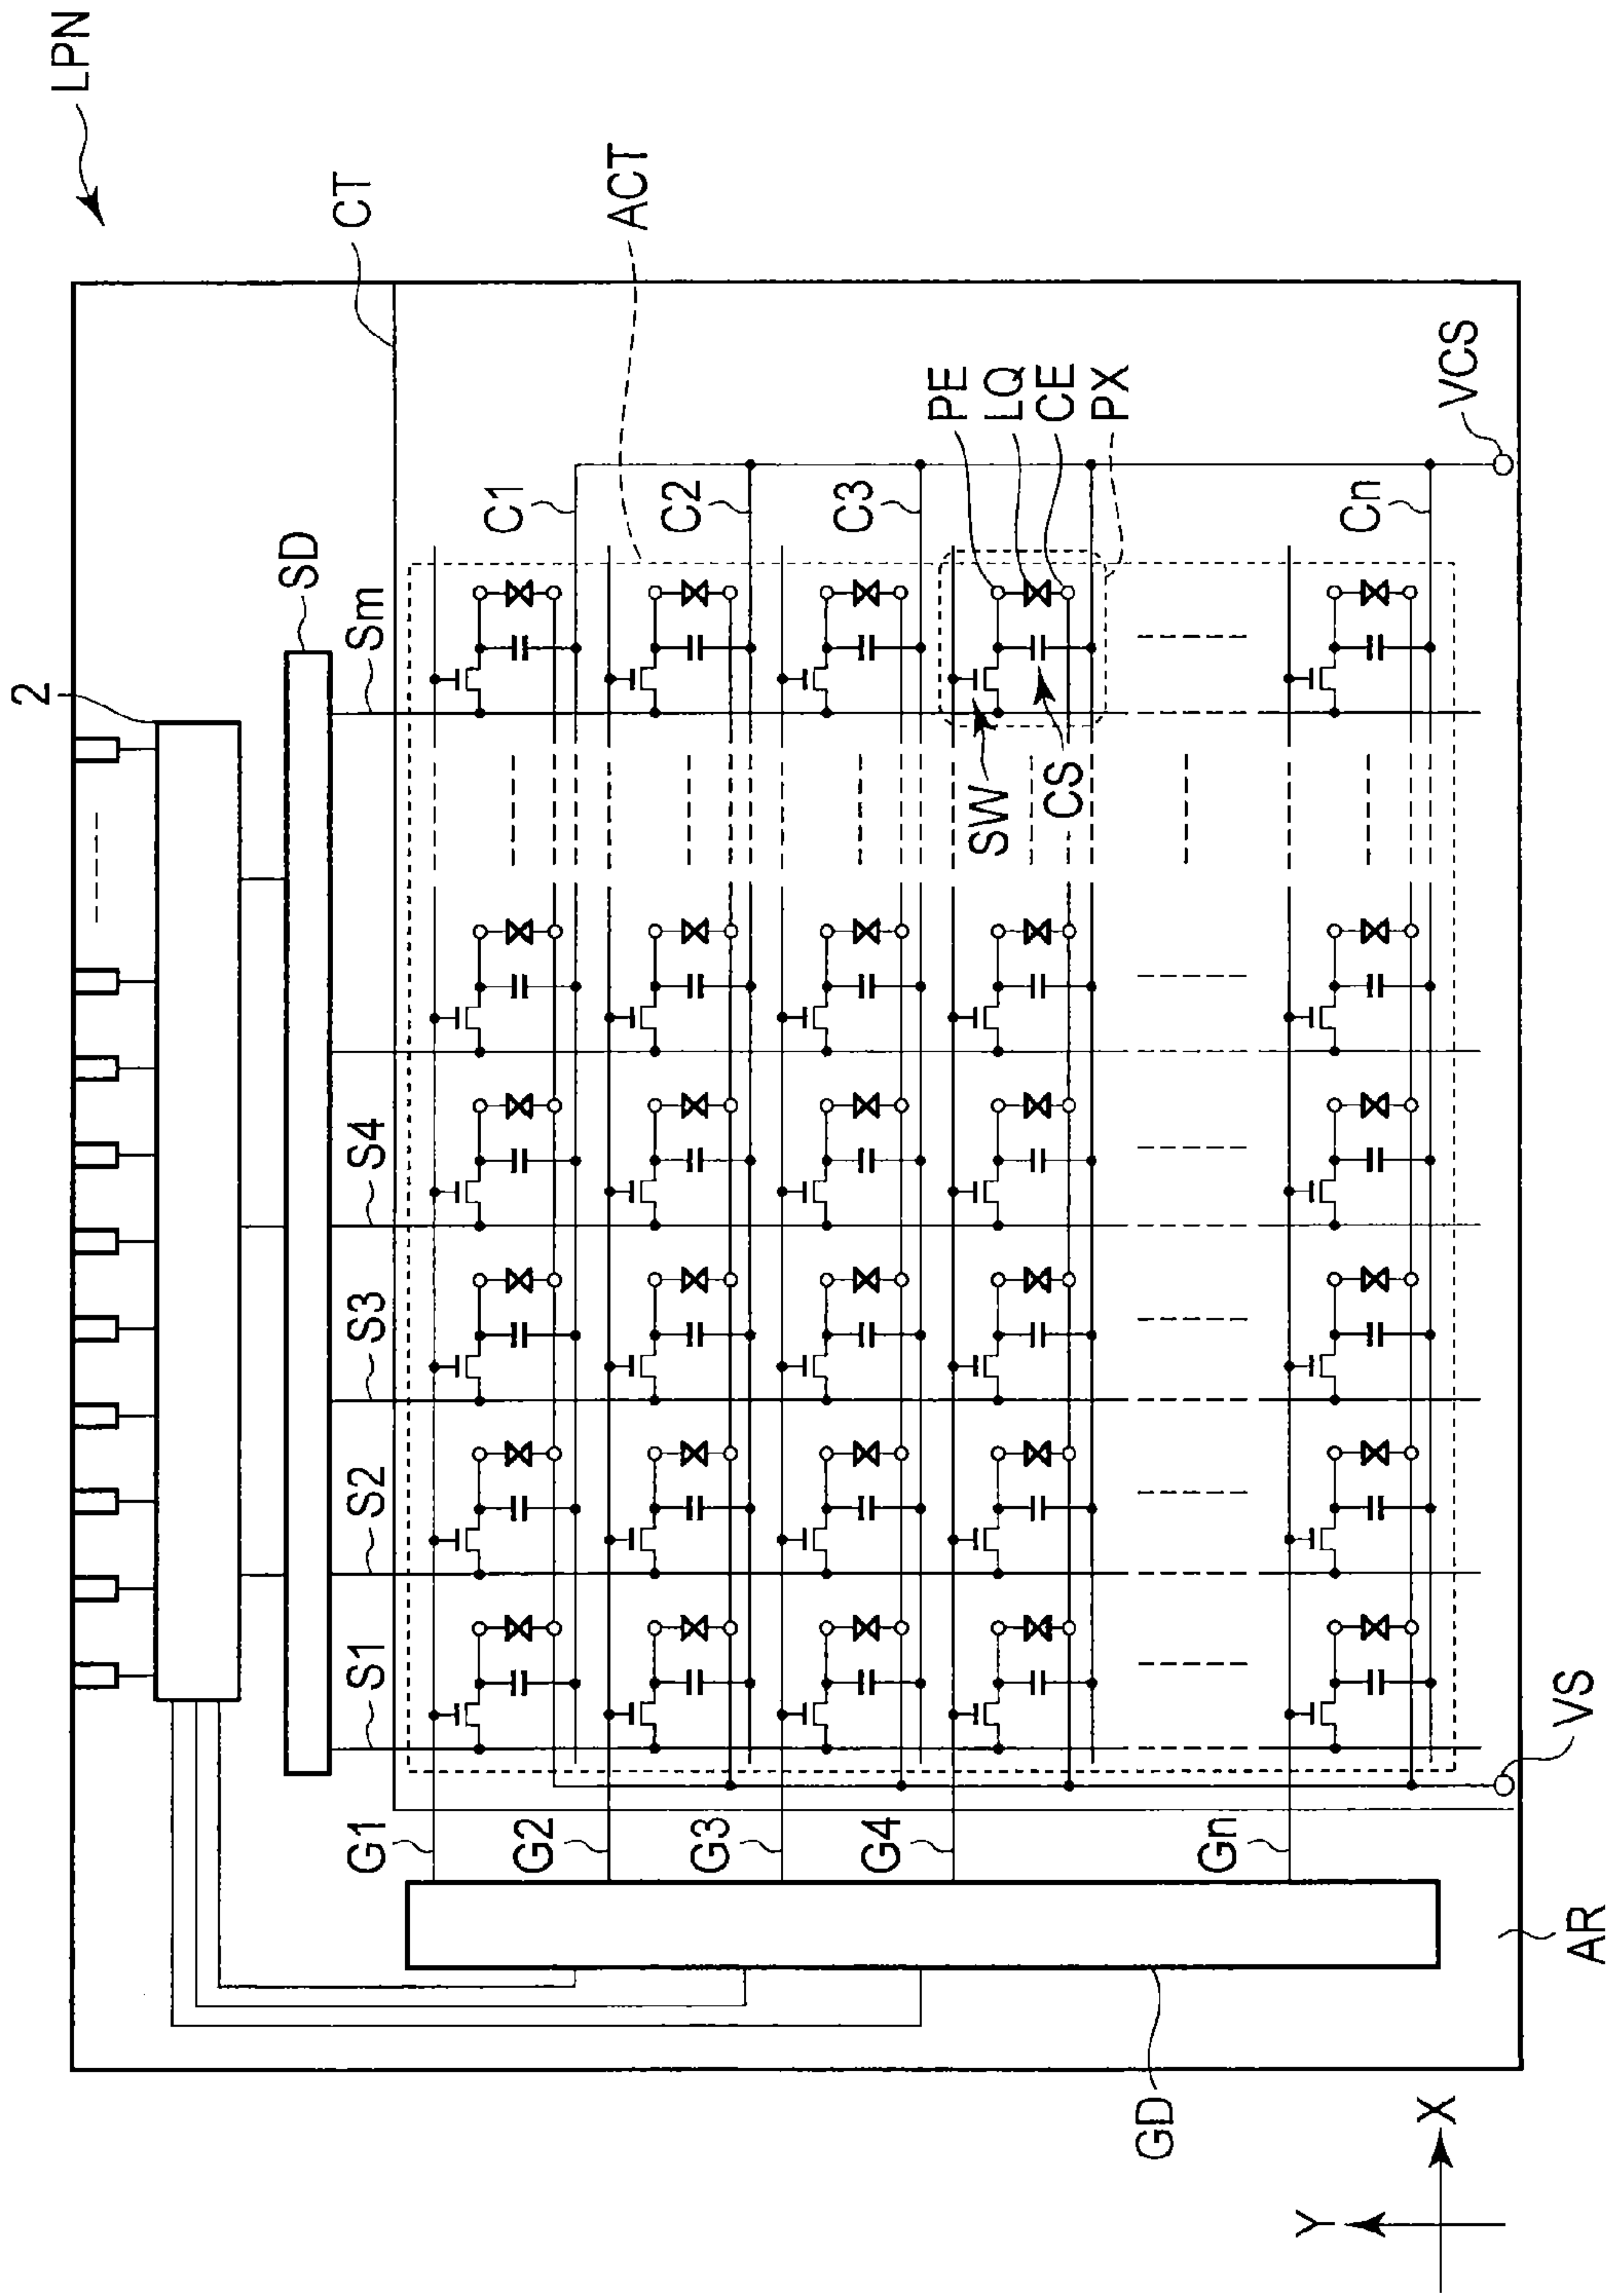 LPN
CT
ACT
2
SD
Sm
S4
S3
S2
S1
C1
C2
C3
Cn
PE
LQ
CE
PX
VCS
SW
CS
G1
G2
G3
G4
Gn
VS
AR
GD
Y
X